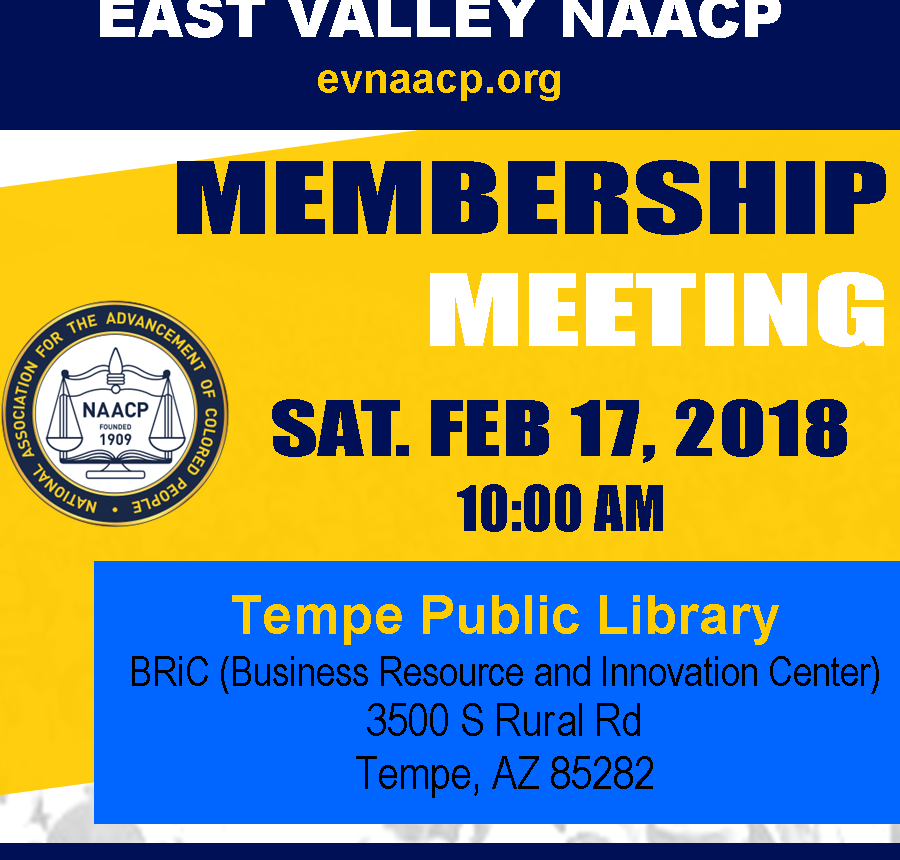 EAST VALLEY NAACP
evnaacp.org
MEMBERSHIP
MEETING
NATIONAL ASSOCIATION FOR THE ADVANCEMENT OF COLORED PEOPLE •
NAACP
FOUNDED
1909
SAT. FEB 17, 2018
10:00 AM
Tempe Public Library
BRiC (Business Resource and Innovation Center)
3500 S Rural Rd
Tempe, AZ 85282